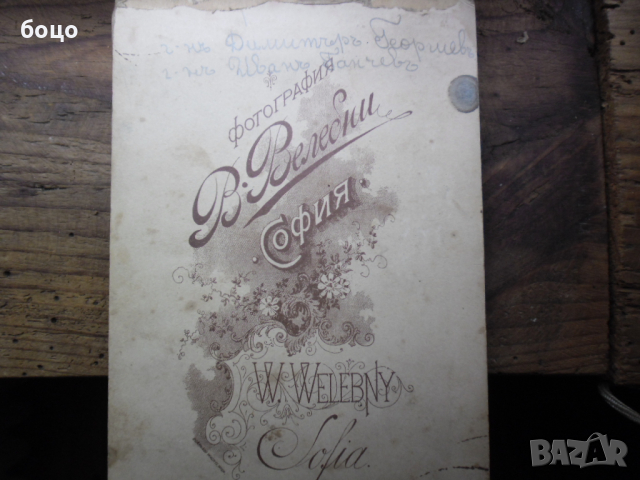 боцо
г-нъ Димитъръ Георгиевъ
г-нъ Иванъ Ганчевъ
ФОТОГРАФИЯ
В. Велебни
СОФИЯ.
W. WELEBNY
Sofia.
BAZAR